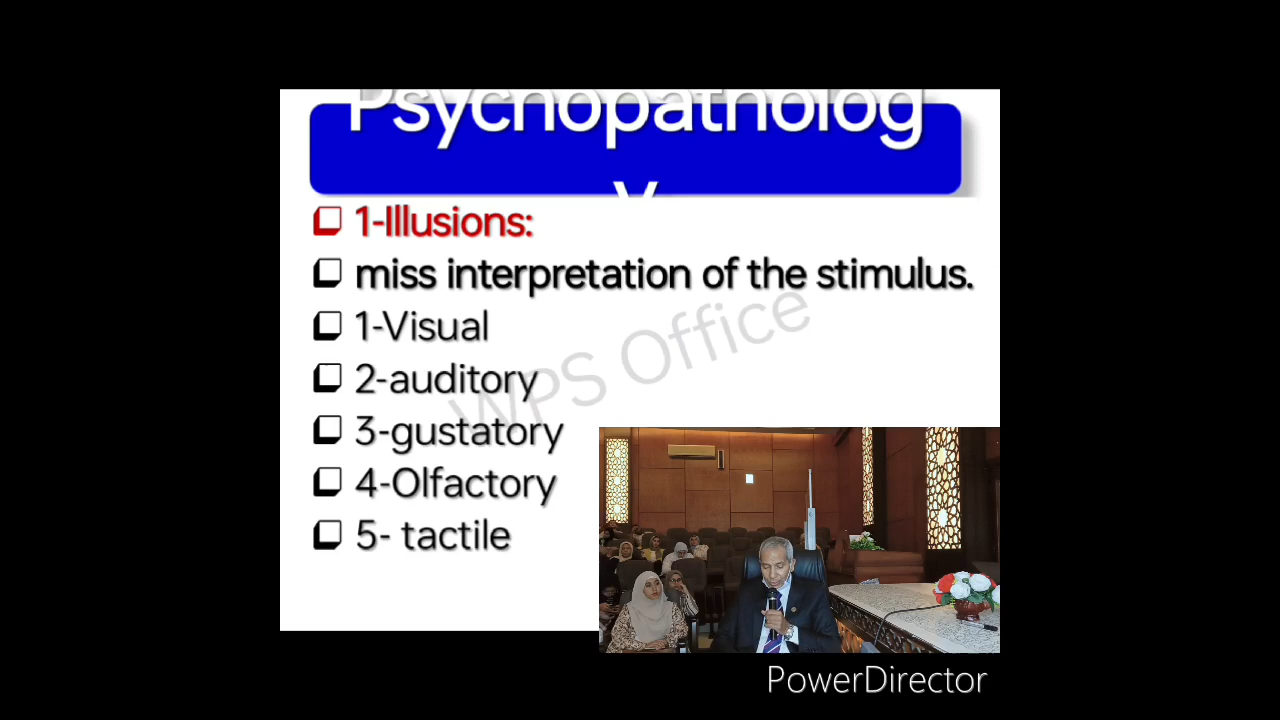 Psychopatholog
y
1-Illusions:
miss interpretation of the stimulus.
1-Visual
2-auditory
3-gustatory
4-Olfactory
5- tactile
WPS Office
PowerDirector